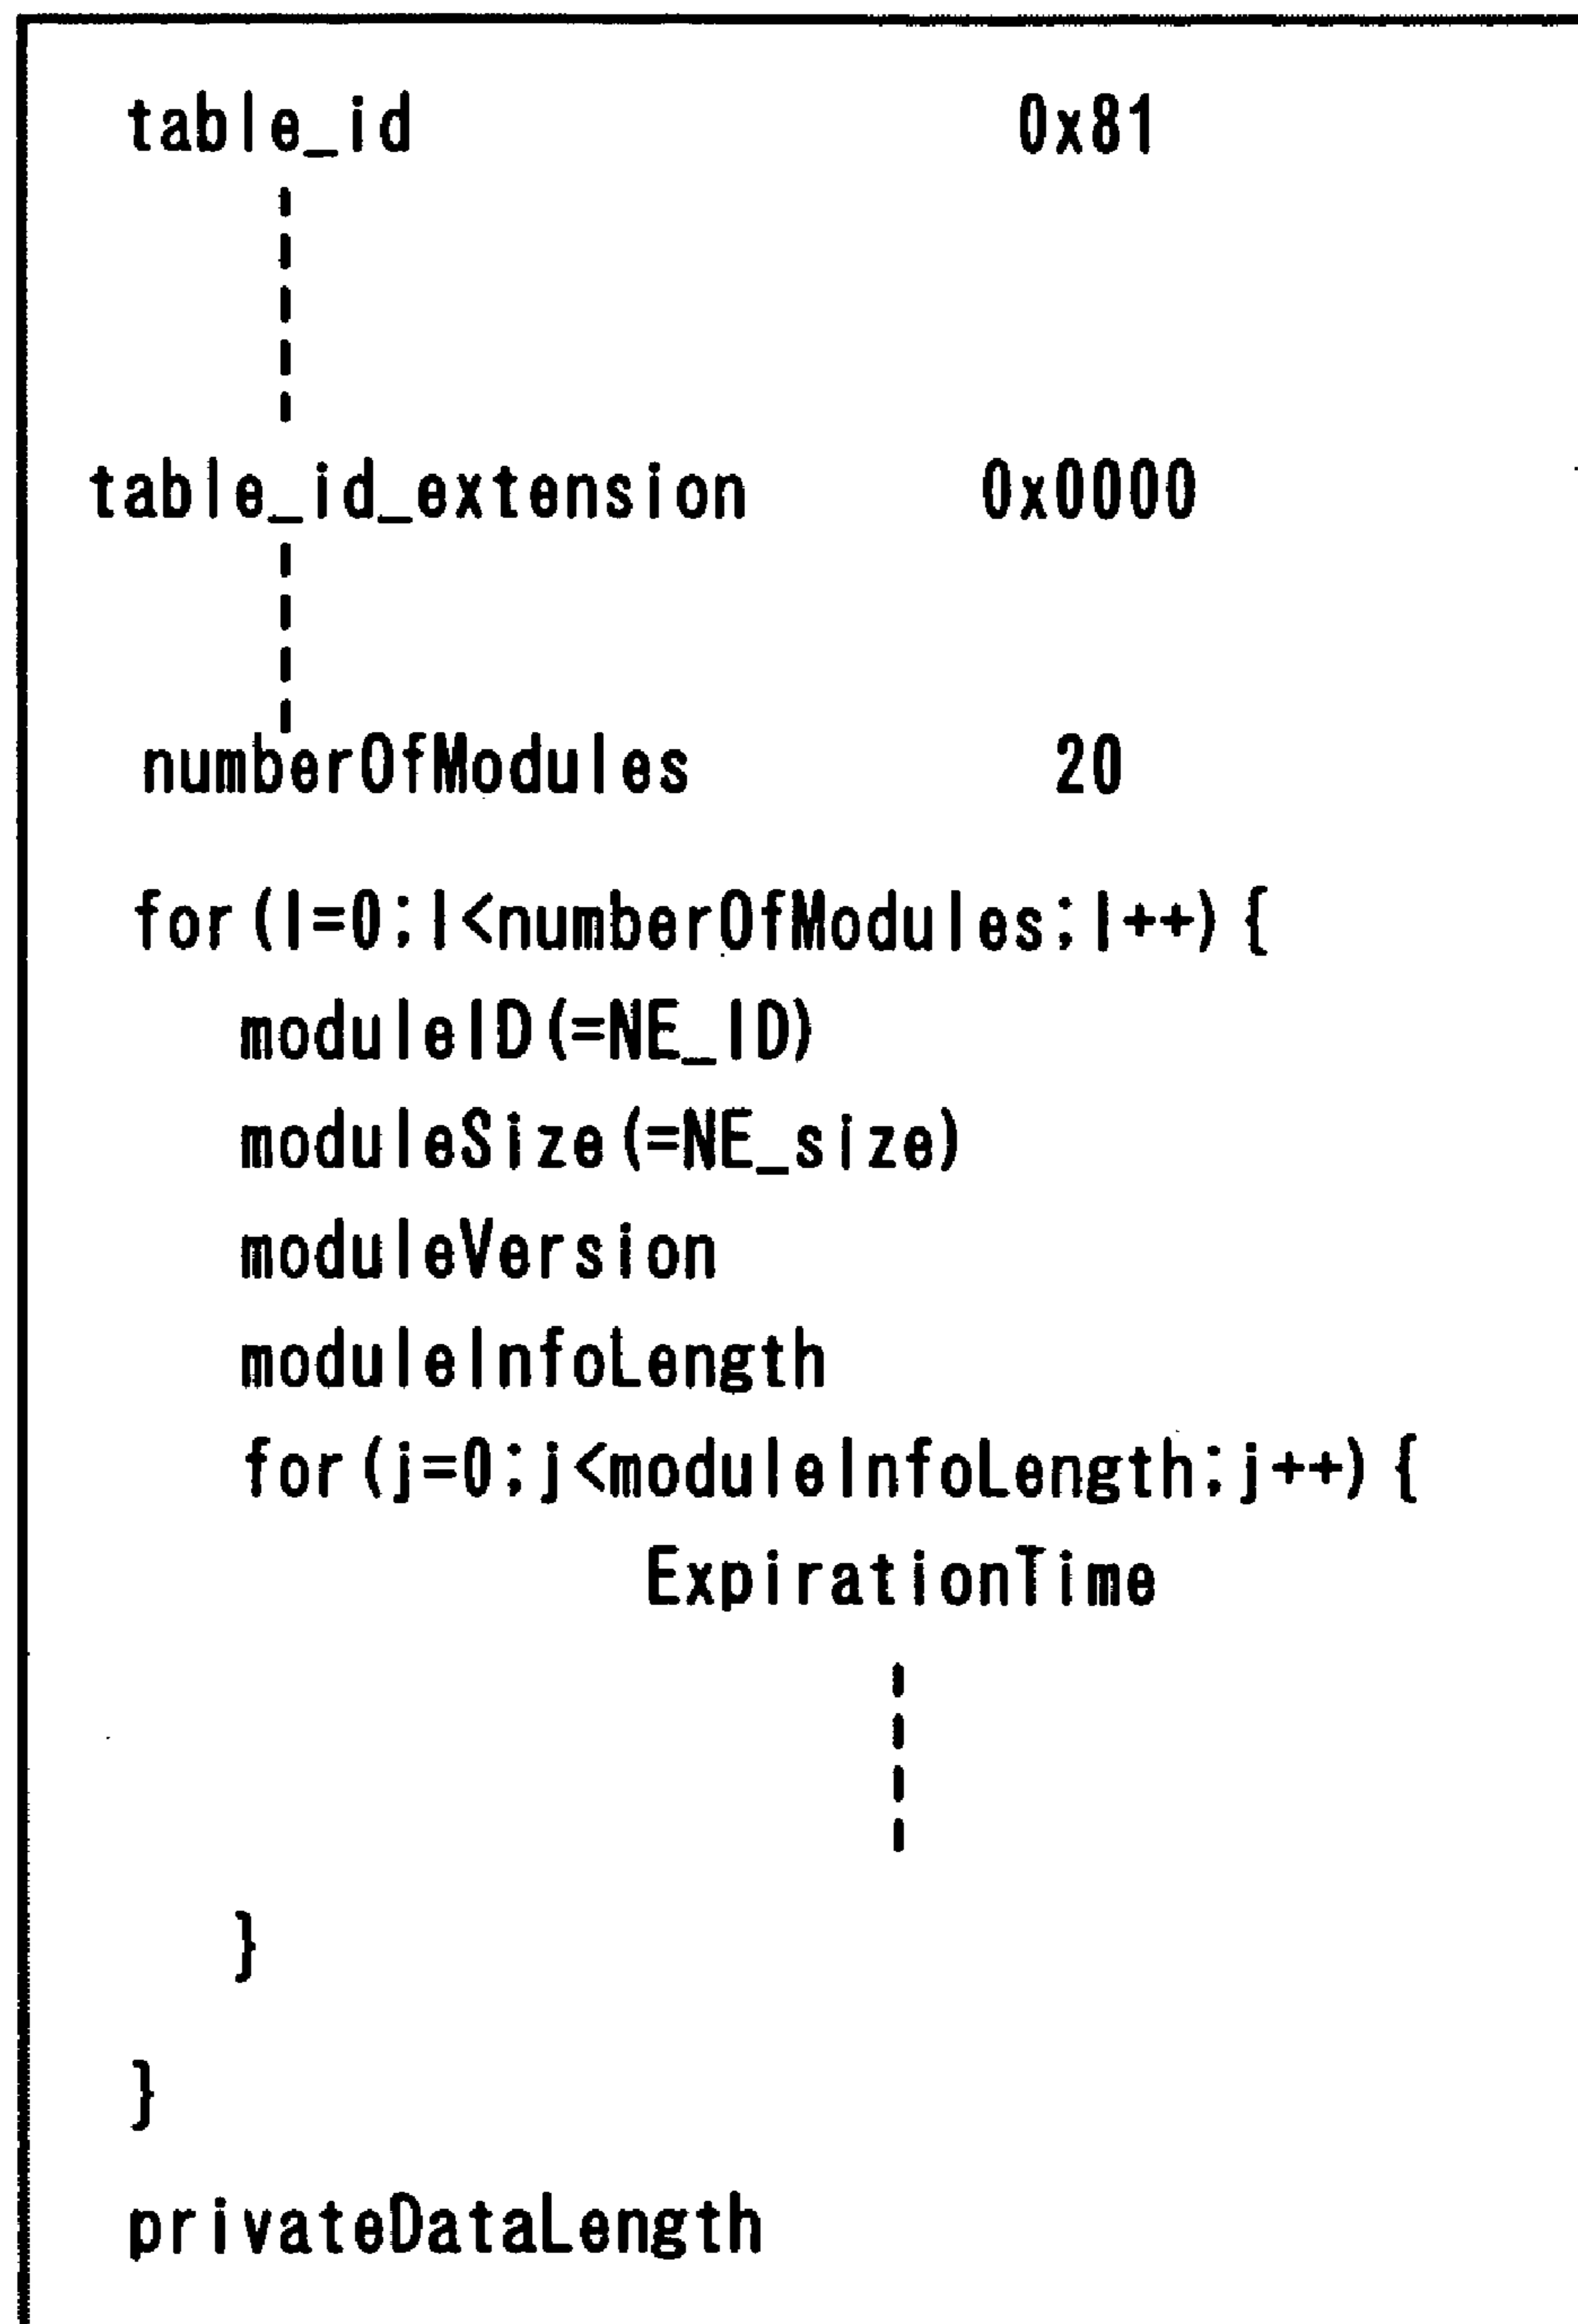 table_id 0x81
table_id_extension 0x0000
numberOfModules 20
for(I=0;I<numberOfModules;I++){
moduleID(=NE_ID)
moduleSize(=NE_size)
moduleVersion
moduleInfoLength
for(j=0;j<moduleInfoLength;j++){
ExpirationTime
}
}
privateDataLength